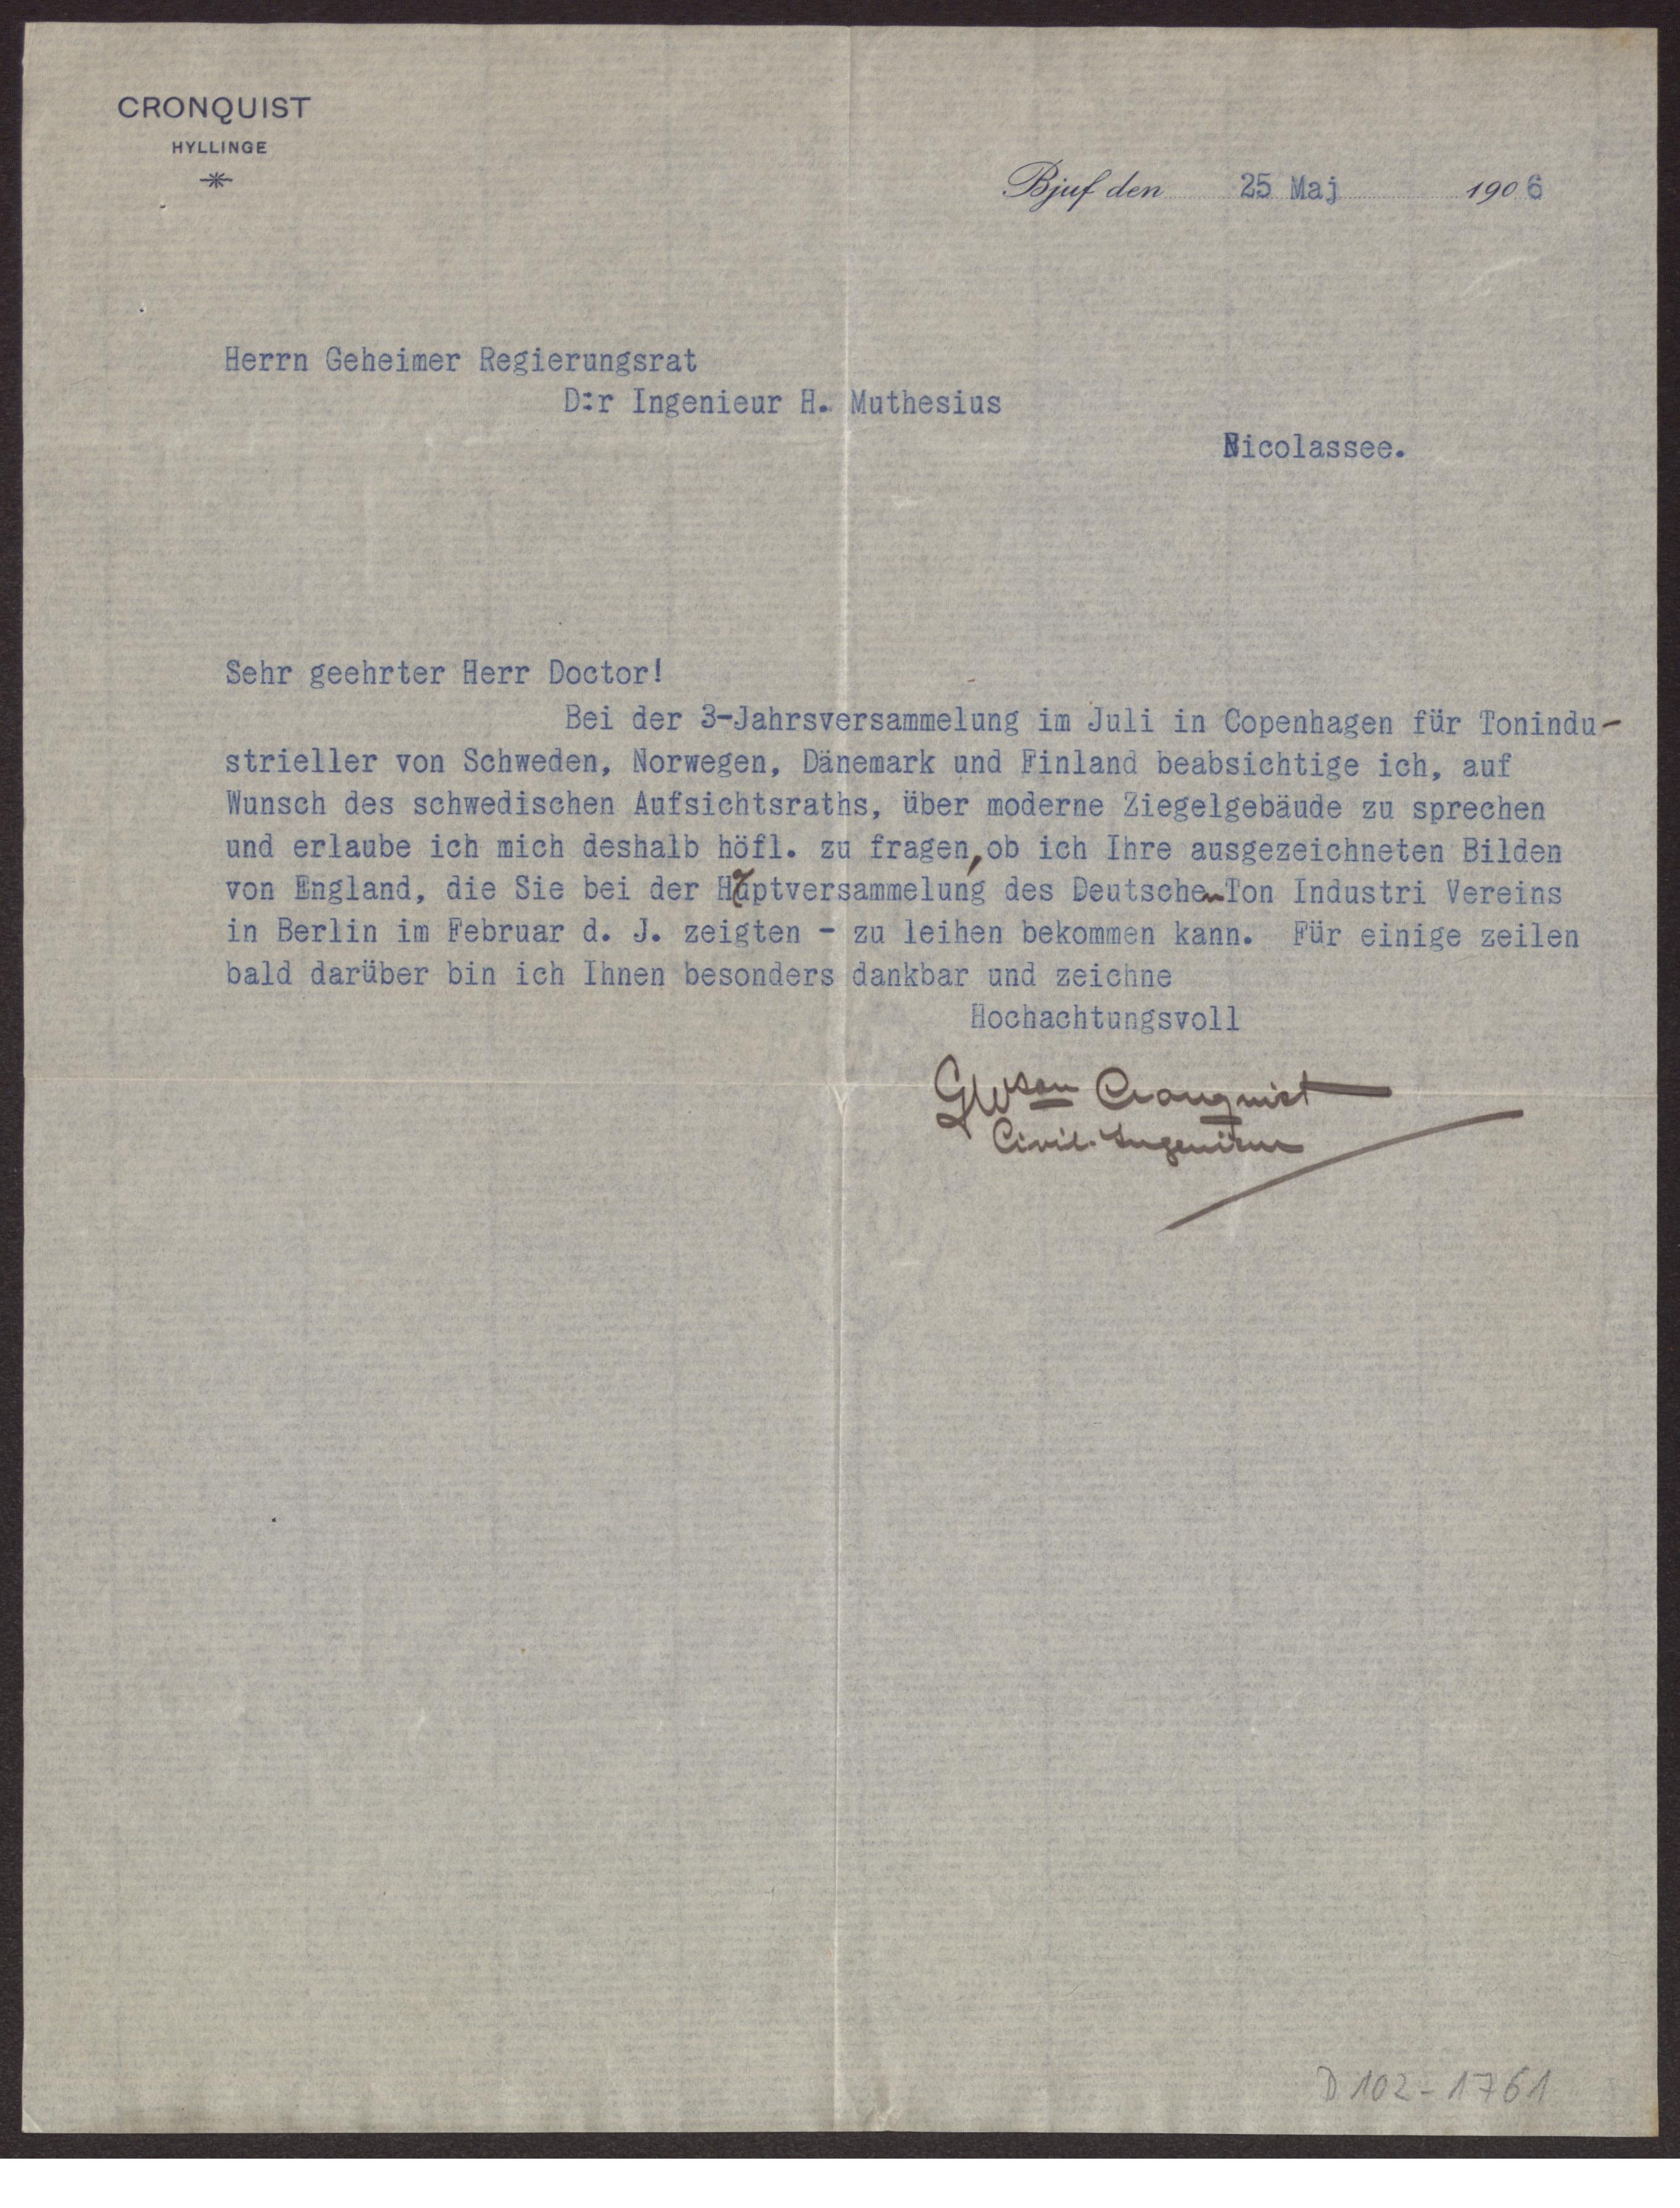 CRONQUIST
HYLLINGE
Bjuf den 25 Maj 1906
Herrn Geheimer Regierungsrat
D:r Ingenieur H. Muthesius
Nicolassee.
Sehr geehrter Herr Doctor!
Bei der 3-Jahrsversammelung im Juli in Copenhagen für Tonindu-
strieller von Schweden, Norwegen, Dänemark und Finland beabsichtige ich, auf
Wunsch des schwedischen Aufsichtsraths, über moderne Ziegelgebäude zu sprechen
und erlaube ich mich deshalb höfl. zu fragen, ob ich Ihre ausgezeichneten Bilden
von England, die Sie bei der Hauptversammelung des Deutschen Ton Industri Vereins
in Berlin im Februar d. J. zeigten - zu leihen bekommen kann. Für einige zeilen
bald darüber bin ich Ihnen besonders dankbar und zeichne
Hochachtungsvoll
GWson Cronquist
Civil-Ingenieur
D 102-1761